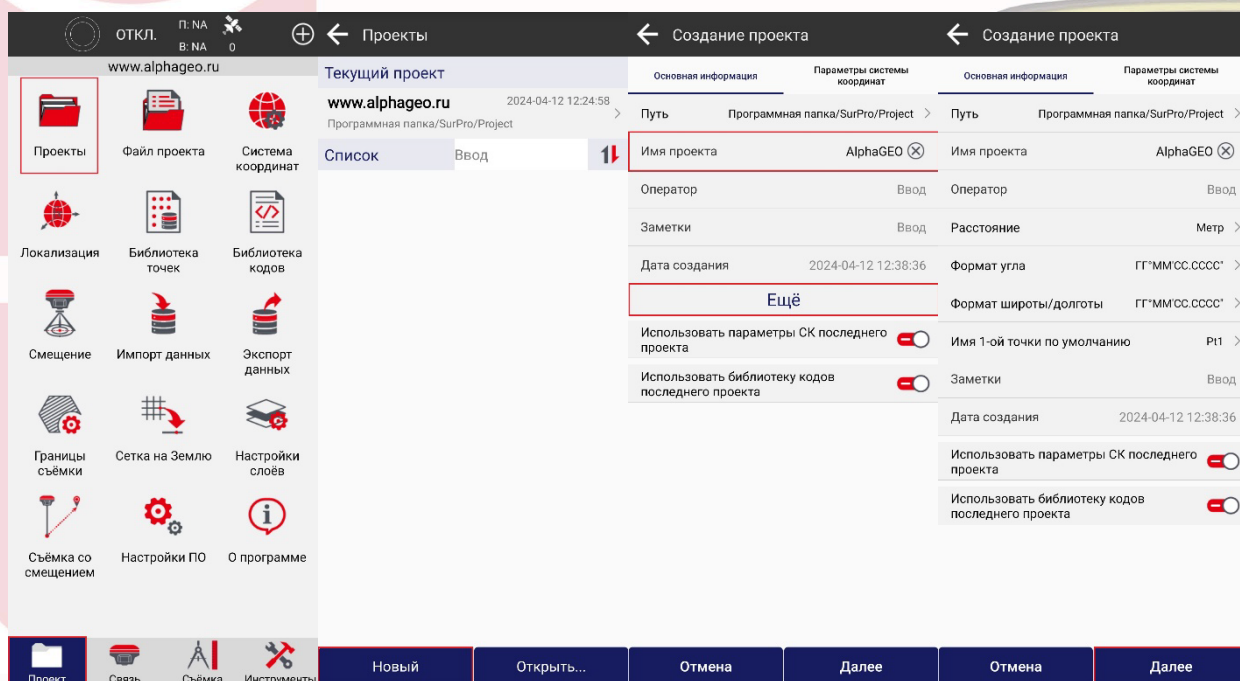 ОТКЛ.
П: NA
В: NA
0
www.alphageo.ru
Проекты
Файл проекта
Система
координат
Локализация
Библиотека
точек
Библиотека
кодов
Смещение
Импорт данных
Экспорт
данных
Границы
съёмки
Сетка на Землю
Настройки
слоёв
Съёмка со
смещением
Настройки ПО
О программе
Проект
Связь
Съёмка
Инструменты
Проекты
Текущий проект
www.alphageo.ru
2024-04-12 12:24:58
Программная папка/SurPro/Project
Список
Ввод
Новый
Открыть...
Создание проекта
Основная информация
Параметры системы
координат
Путь
Программная папка/SurPro/Project
Имя проекта
AlphaGEO
Оператор
Ввод
Заметки
Ввод
Дата создания
2024-04-12 12:38:36
Ещё
Использовать параметры СК последнего
проекта
Использовать библиотеку кодов
последнего проекта
Отмена
Далее
Создание проекта
Основная информация
Параметры системы
координат
Путь
Программная папка/SurPro/Project
Имя проекта
AlphaGEO
Оператор
Ввод
Расстояние
Метр
Формат угла
ГГ°ММ'СС.СССС"
Формат широты/долготы
ГГ°ММ'СС.СССС"
Имя 1-ой точки по умолчанию
Pt1
Заметки
Ввод
Дата создания
2024-04-12 12:38:36
Использовать параметры СК последнего
проекта
Использовать библиотеку кодов
последнего проекта
Отмена
Далее